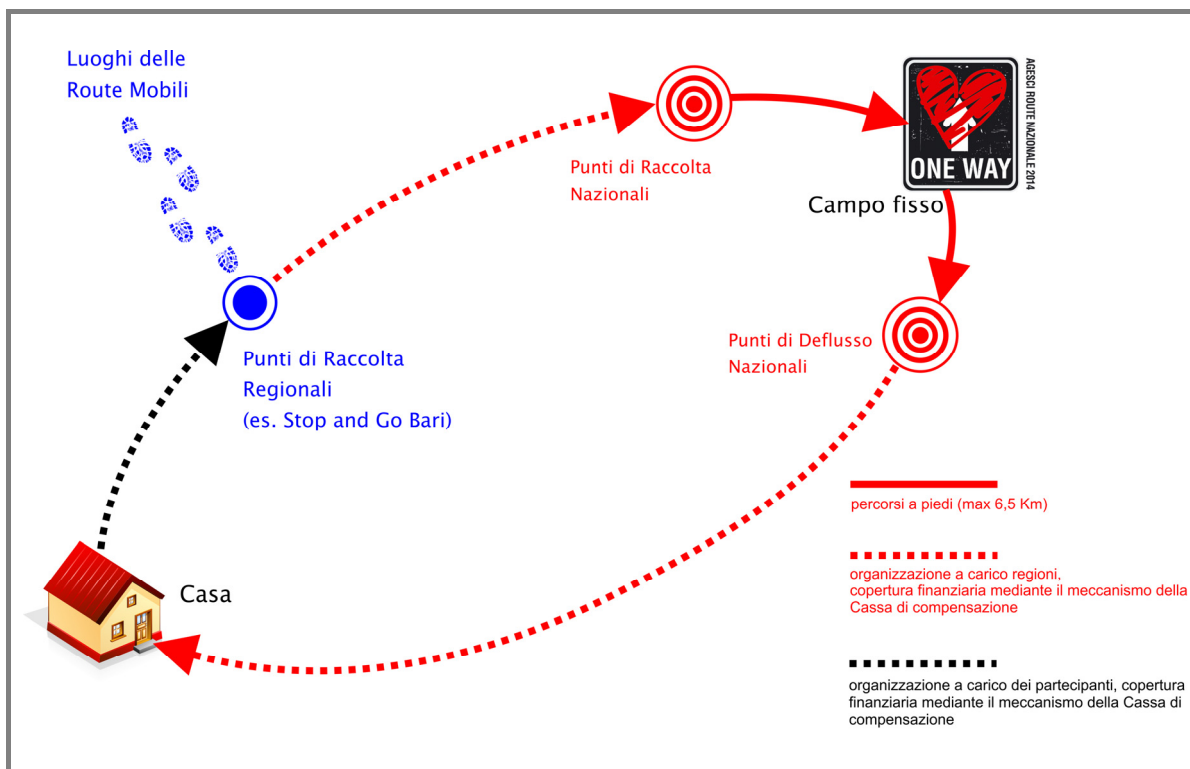 Luoghi delle
Route Mobili
Punti di Raccolta
Nazionali
ONE WAY
AGESCI ROUTE NAZIONALE 2014
Campo fisso
Punti di Raccolta
Regionali
(es. Stop and Go Bari)
Punti di Deflusso
Nazionali
Casa
percorsi a piedi (max 6,5 Km)
organizzazione a carico regioni,
copertura finanziaria mediante il meccanismo della
Cassa di compensazione
organizzazione a carico dei partecipanti, copertura
finanziaria mediante il meccanismo della Cassa di
compensazione